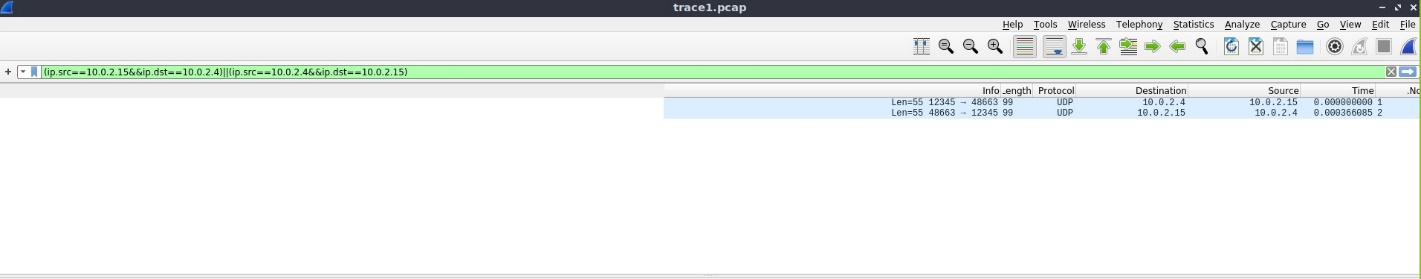 trace1.pcap
Help Tools Wireless Telephony Statistics Analyze Capture Go View Edit File
+ (ip.src==10.0.2.15&&ip.dst==10.0.2.4)||(ip.src==10.0.2.4&&ip.dst==10.0.2.15)
Info Length Protocol Destination Source Time .No
Len=55 12345 → 48663 99 UDP 10.0.2.4 10.0.2.15 0.000000000 1
Len=55 48663 → 12345 99 UDP 10.0.2.15 10.0.2.4 0.000366085 2